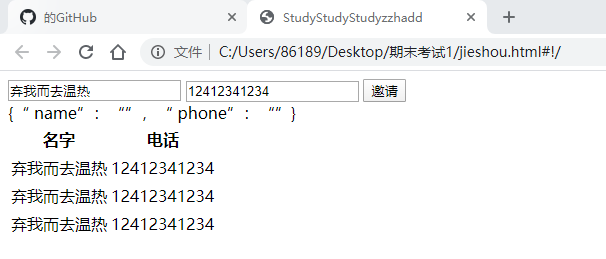 的GitHub
StudyStudyStudyzzhadd
文件 | C:/Users/86189/Desktop/期末考试1/jieshou.html#!/
弃我而去温热 12412341234 邀请
{ “ name” : “” , “ phone” : “” }
名字 电话
弃我而去温热 12412341234
弃我而去温热 12412341234
弃我而去温热 12412341234